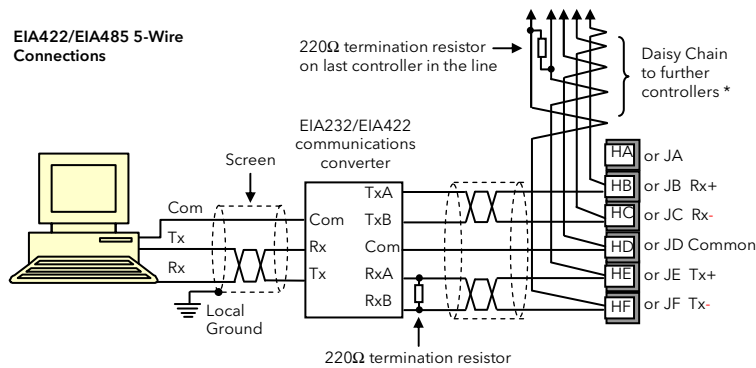 EIA422/EIA485 5-Wire
Connections
220Ω termination resistor
on last controller in the line
Daisy Chain
to further
controllers *
EIA232/EIA422
communications
converter
Screen
HA or JA
TxA
HB or JB Rx+
Com
Com
TxB
HC or JC Rx-
Tx
Rx
Com
HD or JD Common
Rx
Tx
RxA
HE or JE Tx+
RxB
HF or JF Tx-
Local
Ground
220Ω termination resistor